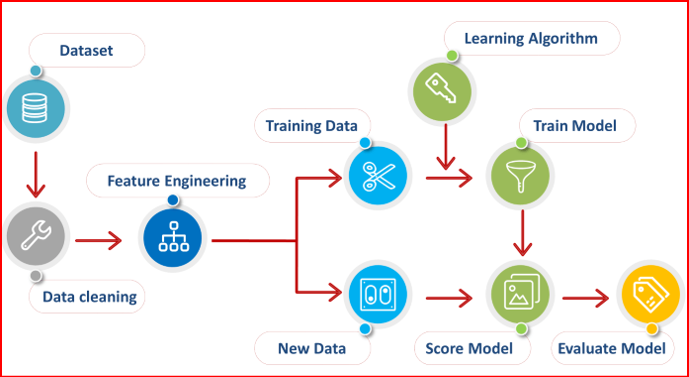 Dataset
Learning Algorithm
Training Data
Train Model
Feature Engineering
Data cleaning
New Data
Score Model
Evaluate Model